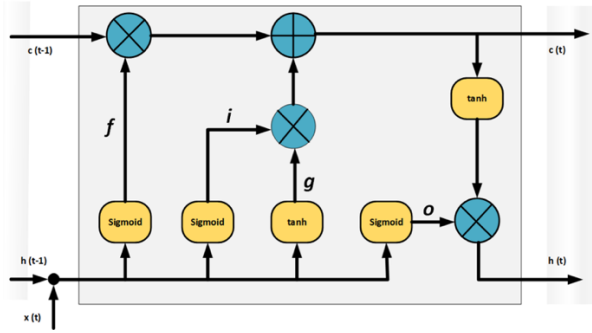 c (t-1)
c (t)
tanh
f
i
g
Sigmoid
Sigmoid
tanh
Sigmoid
o
h (t-1)
h (t)
x (t)